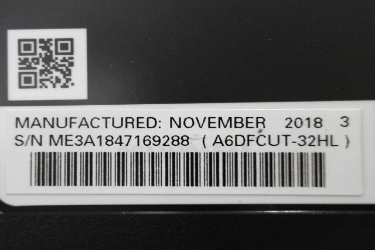 MANUFACTURED: NOVEMBER 2018 3
S/N ME3A1847169288 ( A6DFCUT-32HL )